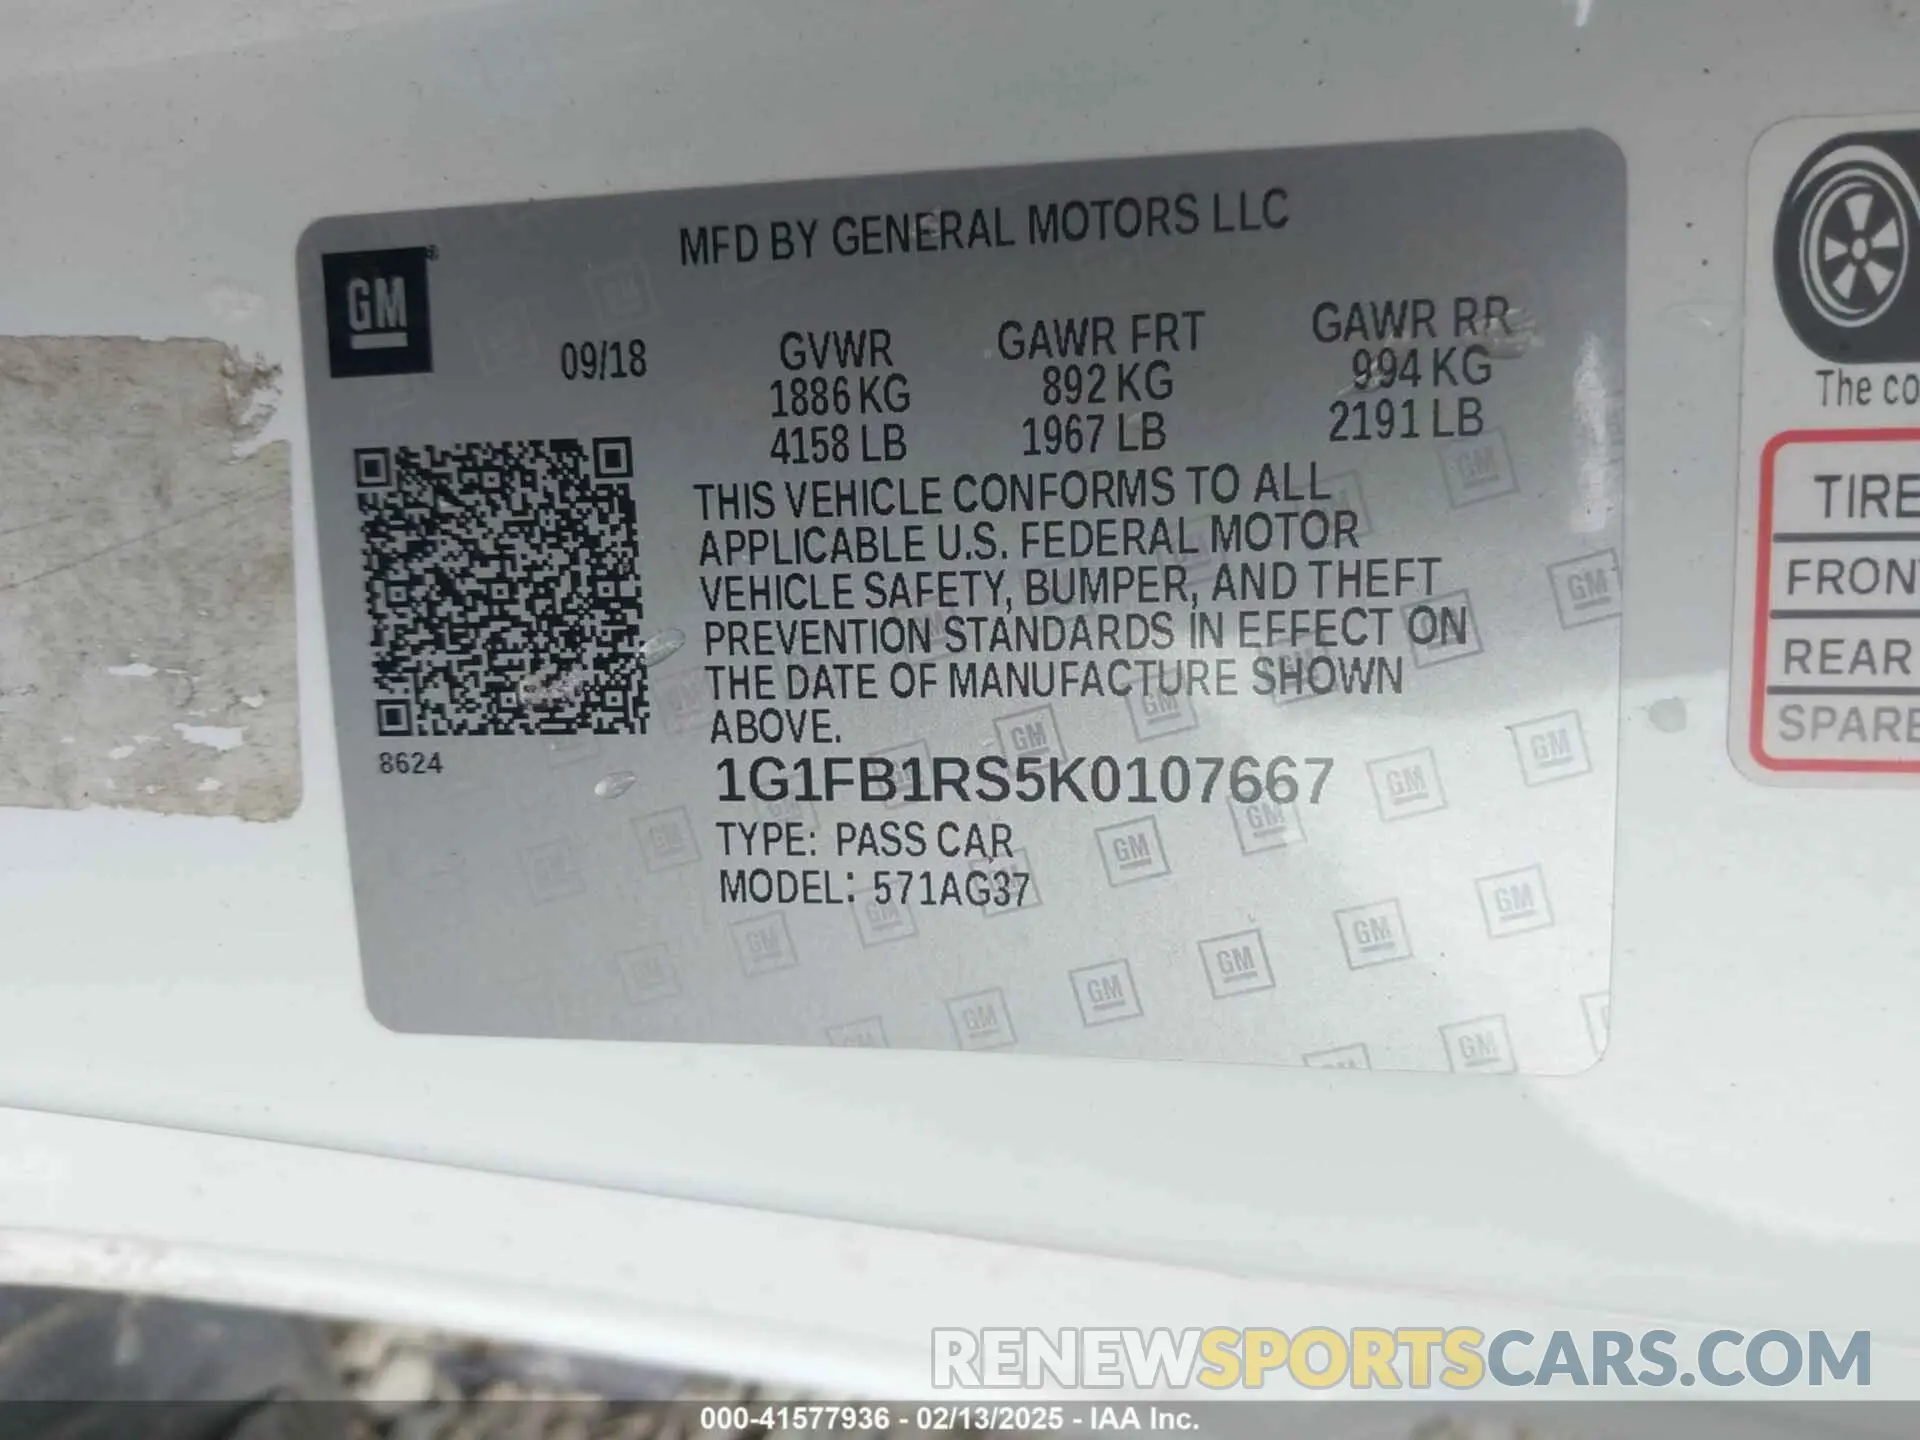 MFD BY GENERAL MOTORS LLC
GM
09/18
GVWR
1886 KG
4158 LB
GAWR FRT
892 KG
1967 LB
GAWR RR
994 KG
2191 LB
THIS VEHICLE CONFORMS TO ALL
APPLICABLE U.S. FEDERAL MOTOR
VEHICLE SAFETY, BUMPER, AND THEFT
PREVENTION STANDARDS IN EFFECT ON
THE DATE OF MANUFACTURE SHOWN
ABOVE.
8624
1G1FB1RS5K0107667
TYPE: PASS CAR
MODEL: 571AG37
The co
TIRE
FRON
REAR
SPARE
RENEWSPORTSCARS.COM
000-41577936 - 02/13/2025 - IAA Inc.